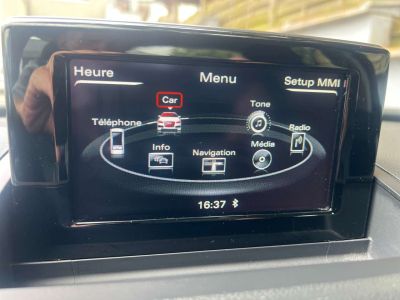 Heure
Menu
Setup MMI
Car
Tone
Téléphone
Radio
Info
Navigation
Média
16:37